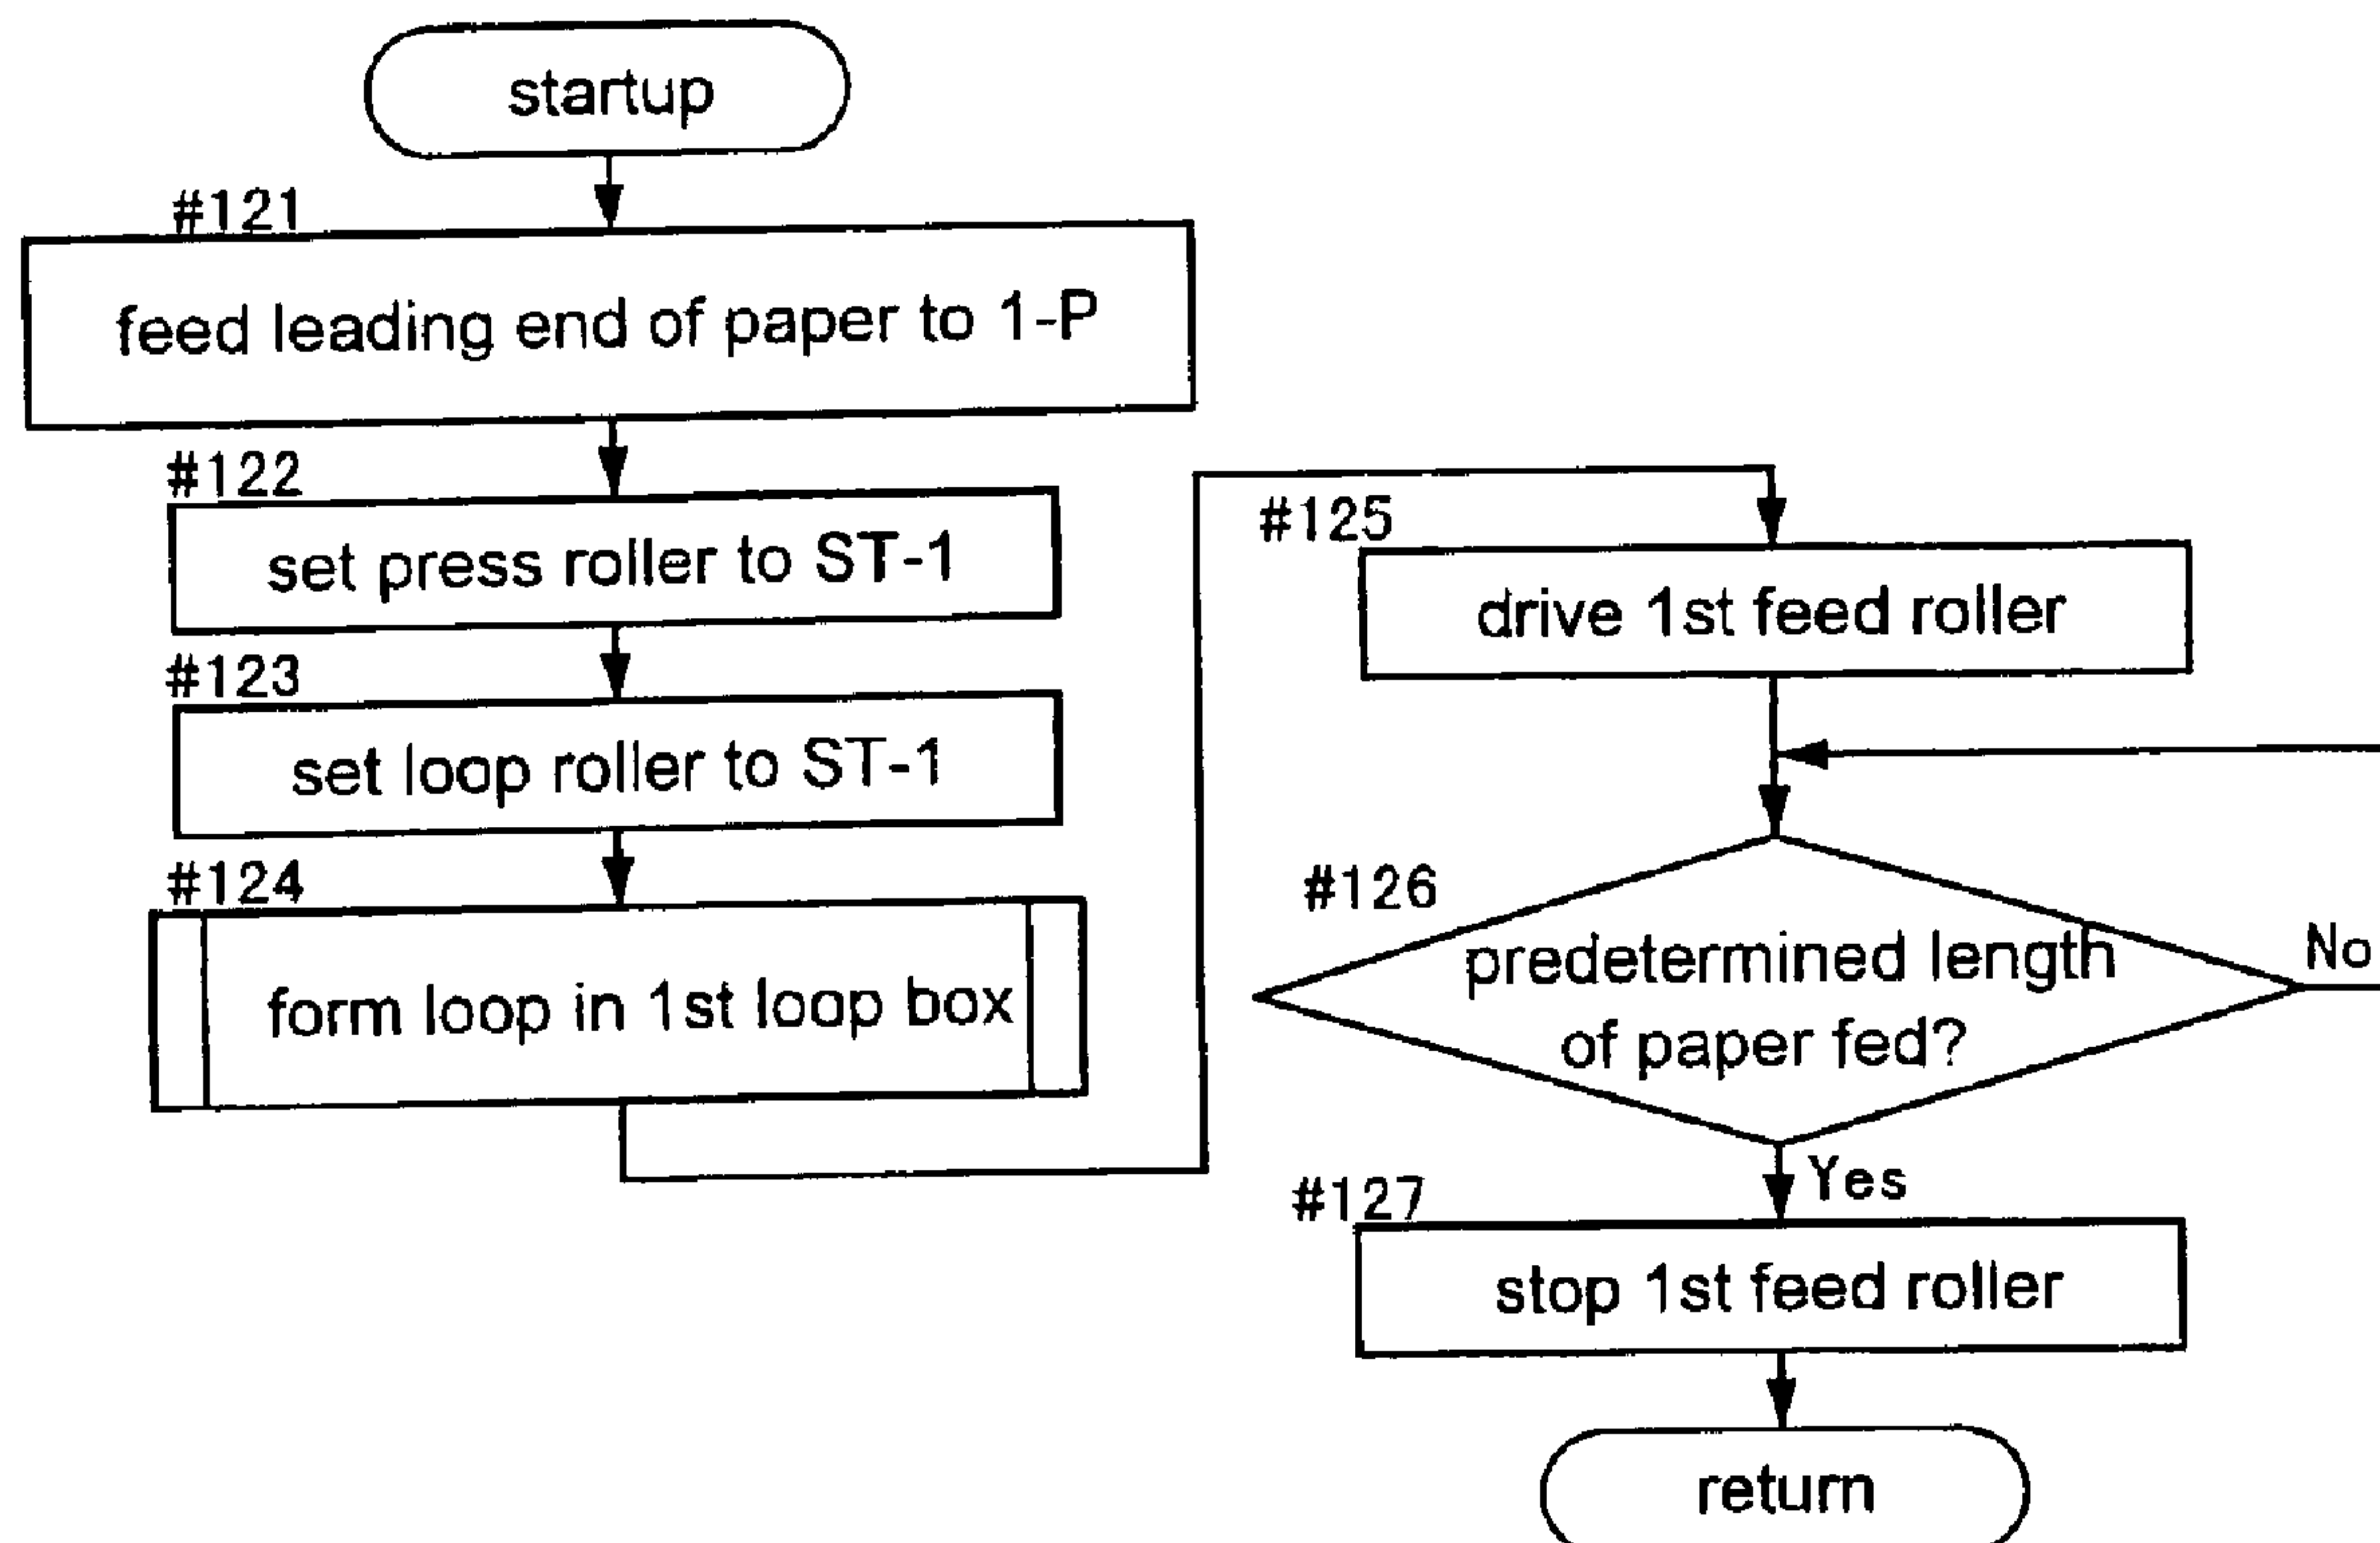 startup
#121
feed leading end of paper to 1-P
#122
set press roller to ST-1
#123
set loop roller to ST-1
#124
form loop in 1st loop box
#125
drive 1st feed roller
#126
predetermined length
of paper fed?
No
Yes
#127
stop 1st feed roller
return